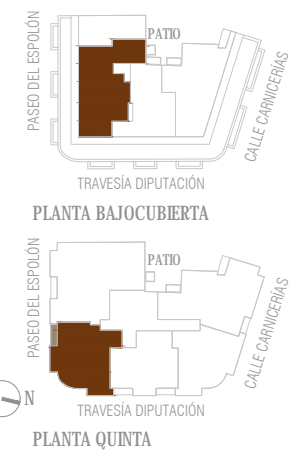 PASEO DEL ESPOLÓN
PATIO
CALLE CARNICERÍAS
TRAVESÍA DIPUTACIÓN
PLANTA BAJOCUBIERTA
PASEO DEL ESPOLÓN
PATIO
CALLE CARNICERÍAS
N
TRAVESÍA DIPUTACIÓN
PLANTA QUINTA